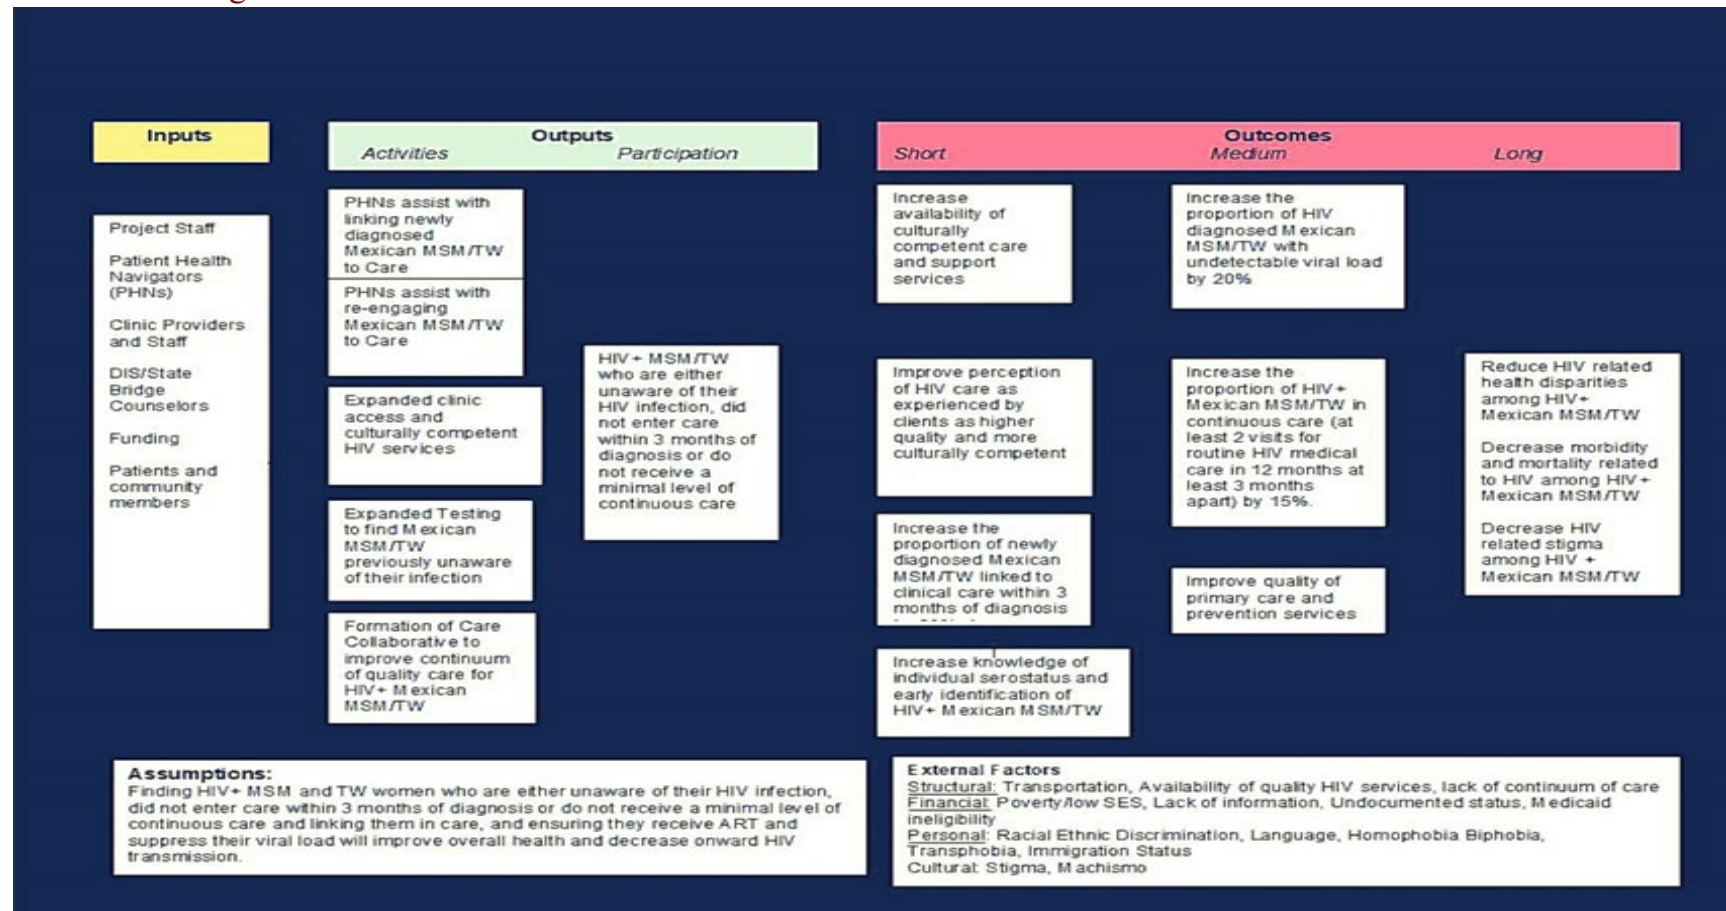 Inputs
Outputs
Activities Participation
Outcomes
Short Medium Long
Project Staff
Patient Health
Navigators
(PHNs)
Clinic Providers
and Staff
DIS/State
Bridge
Counselors
Funding
Patients and
community
members
PHNs assist with
linking newly
diagnosed
Mexican MSM/TW
to Care
PHNs assist with
re-engaging
Mexican MSM/TW
to Care
Expanded clinic
access and
culturally competent
HIV services
Expanded Testing
to find Mexican
MSM/TW
previously unaware
of their infection
Formation of Care
Collaborative to
improve continuum
of quality care for
HIV+ Mexican
MSM/TW
HIV+ MSM/TW
who are either
unaware of their
HIV infection, did
not enter care
within 3 months of
diagnosis or do
not receive a
minimal level of
continuous care
Increase
availability of
culturally
competent care
and support
services
Improve perception
of HIV care as
experienced by
clients as higher
quality and more
culturally competent
Increase the
proportion of newly
diagnosed Mexican
MSM/TW linked to
clinical care within 3
months of diagnosis
Increase knowledge of
individual serostatus and
early identification of
HIV+ Mexican MSM/TW
Increase the
proportion of HIV
diagnosed Mexican
MSM/TW with
undetectable viral load
by 20%
Increase the
proportion of HIV+
Mexican MSM/TW in
continuous care (at
least 2 visits for
routine HIV medical
care in 12 months at
least 3 months
apart) by 15%.
Improve quality of
primary care and
prevention services
Reduce HIV related
health disparities
among HIV+
Mexican MSM/TW
Decrease morbidity
and mortality related
to HIV among HIV+
Mexican MSM/TW
Decrease HIV
related stigma
among HIV +
Mexican MSM/TW
Assumptions:
Finding HIV+ MSM and TW women who are either unaware of their HIV infection,
did not enter care within 3 months of diagnosis or do not receive a minimal level of
continuous care and linking them in care, and ensuring they receive ART and
suppress their viral load will improve overall health and decrease onward HIV
transmission.
External Factors
Structural: Transportation, Availability of quality HIV services, lack of continuum of care
Financial: Poverty/low SES, Lack of information, Undocumented status, Medicaid
ineligibility
Personal: Racial Ethnic Discrimination, Language, Homophobia Biphobia,
Transphobia, Immigration Status
Cultural: Stigma, Machismo